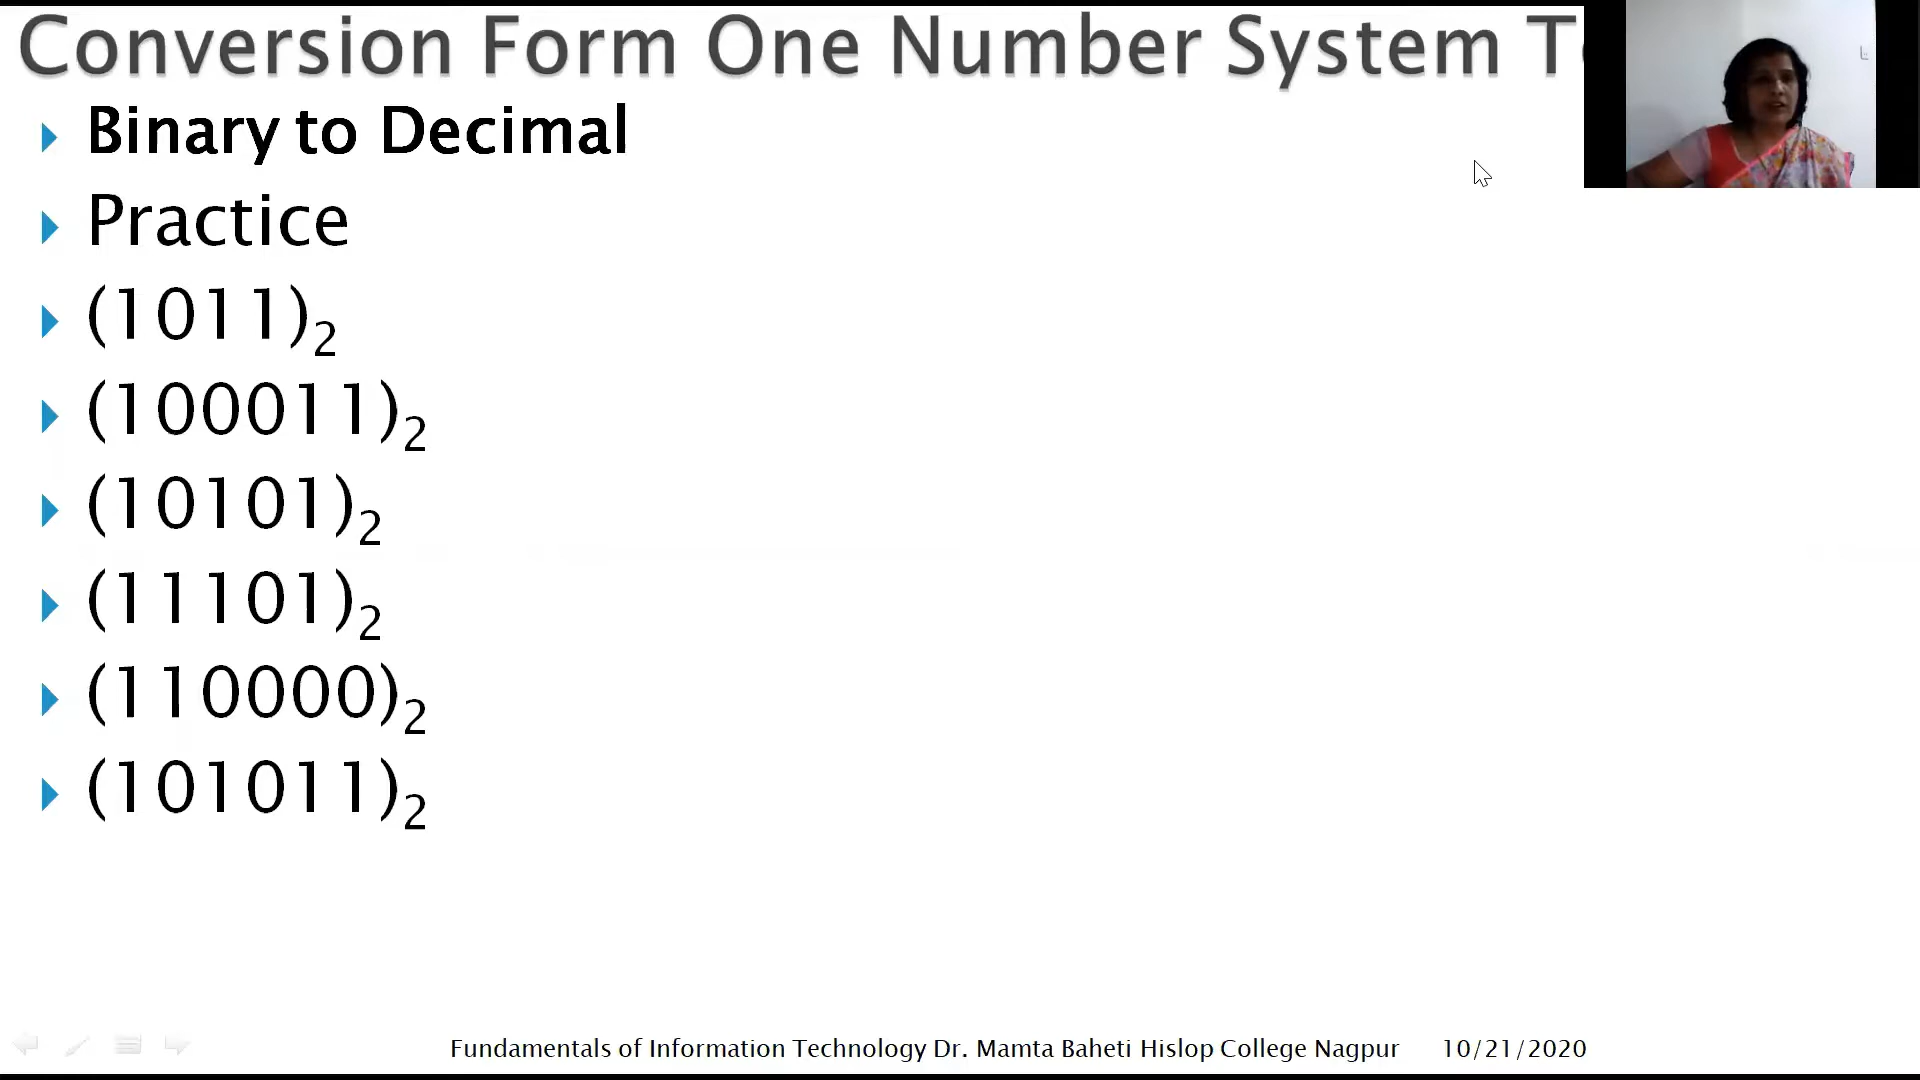 Conversion Form One Number System T
Binary to Decimal
Practice
(1011)₂
(100011)₂
(10101)₂
(11101)₂
(110000)₂
(101011)₂
Fundamentals of Information Technology Dr. Mamta Baheti Hislop College Nagpur 10/21/2020